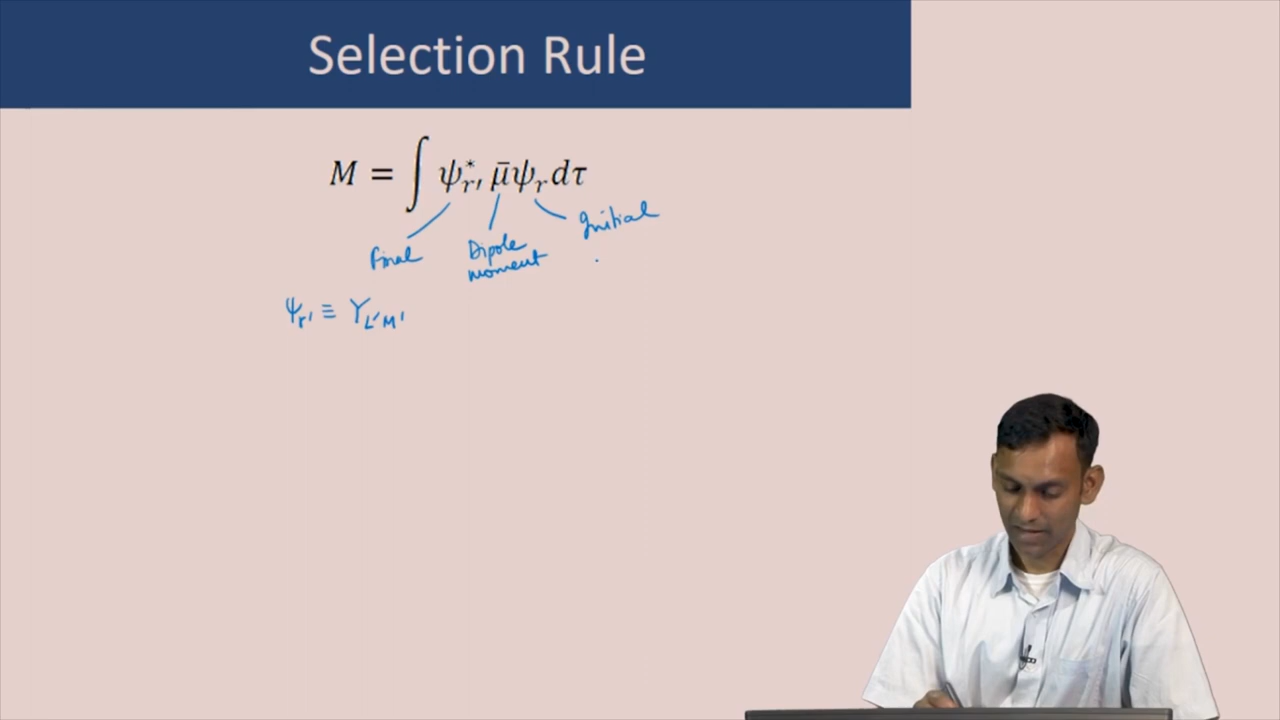 Selection Rule
M = ∫ ψ*r′ μ̄ ψr dτ
Final Dipole moment Initial
ψr′ ≡ YL′M′